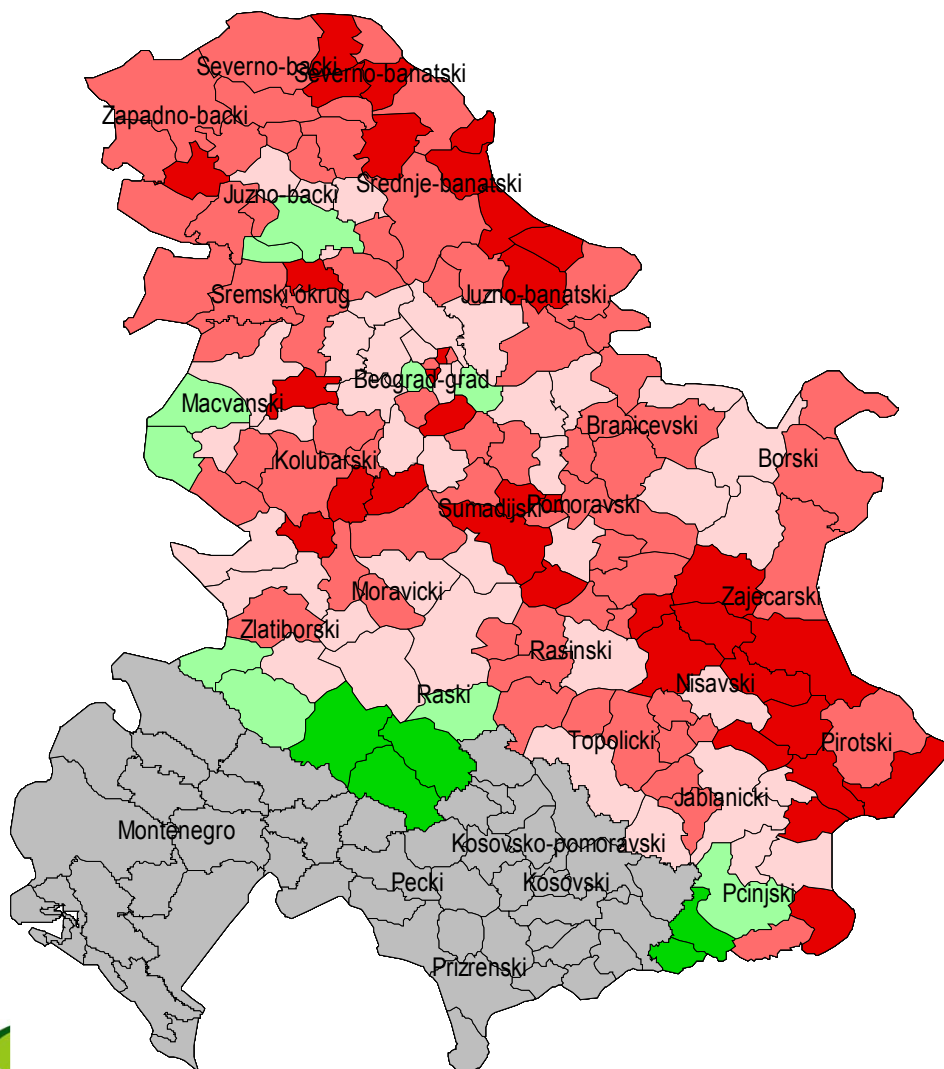 Severno-backi
Severno-banatski
Zapadno-backi
Srednje-banatski
Juzno-backi
Sremski okrug
Juzno-banatski
Beograd-grad
Macvanski
Branicevski
Kolubarski
Borski
Sumadijski
Pomoravski
Moravicki
Zajecarski
Zlatiborski
Rasinski
Nisavski
Raski
Topolicki
Pirotski
Jablanicki
Montenegro
Kosovsko-pomoravski
Pecki
Kosovski
Pcinjski
Prizrenski